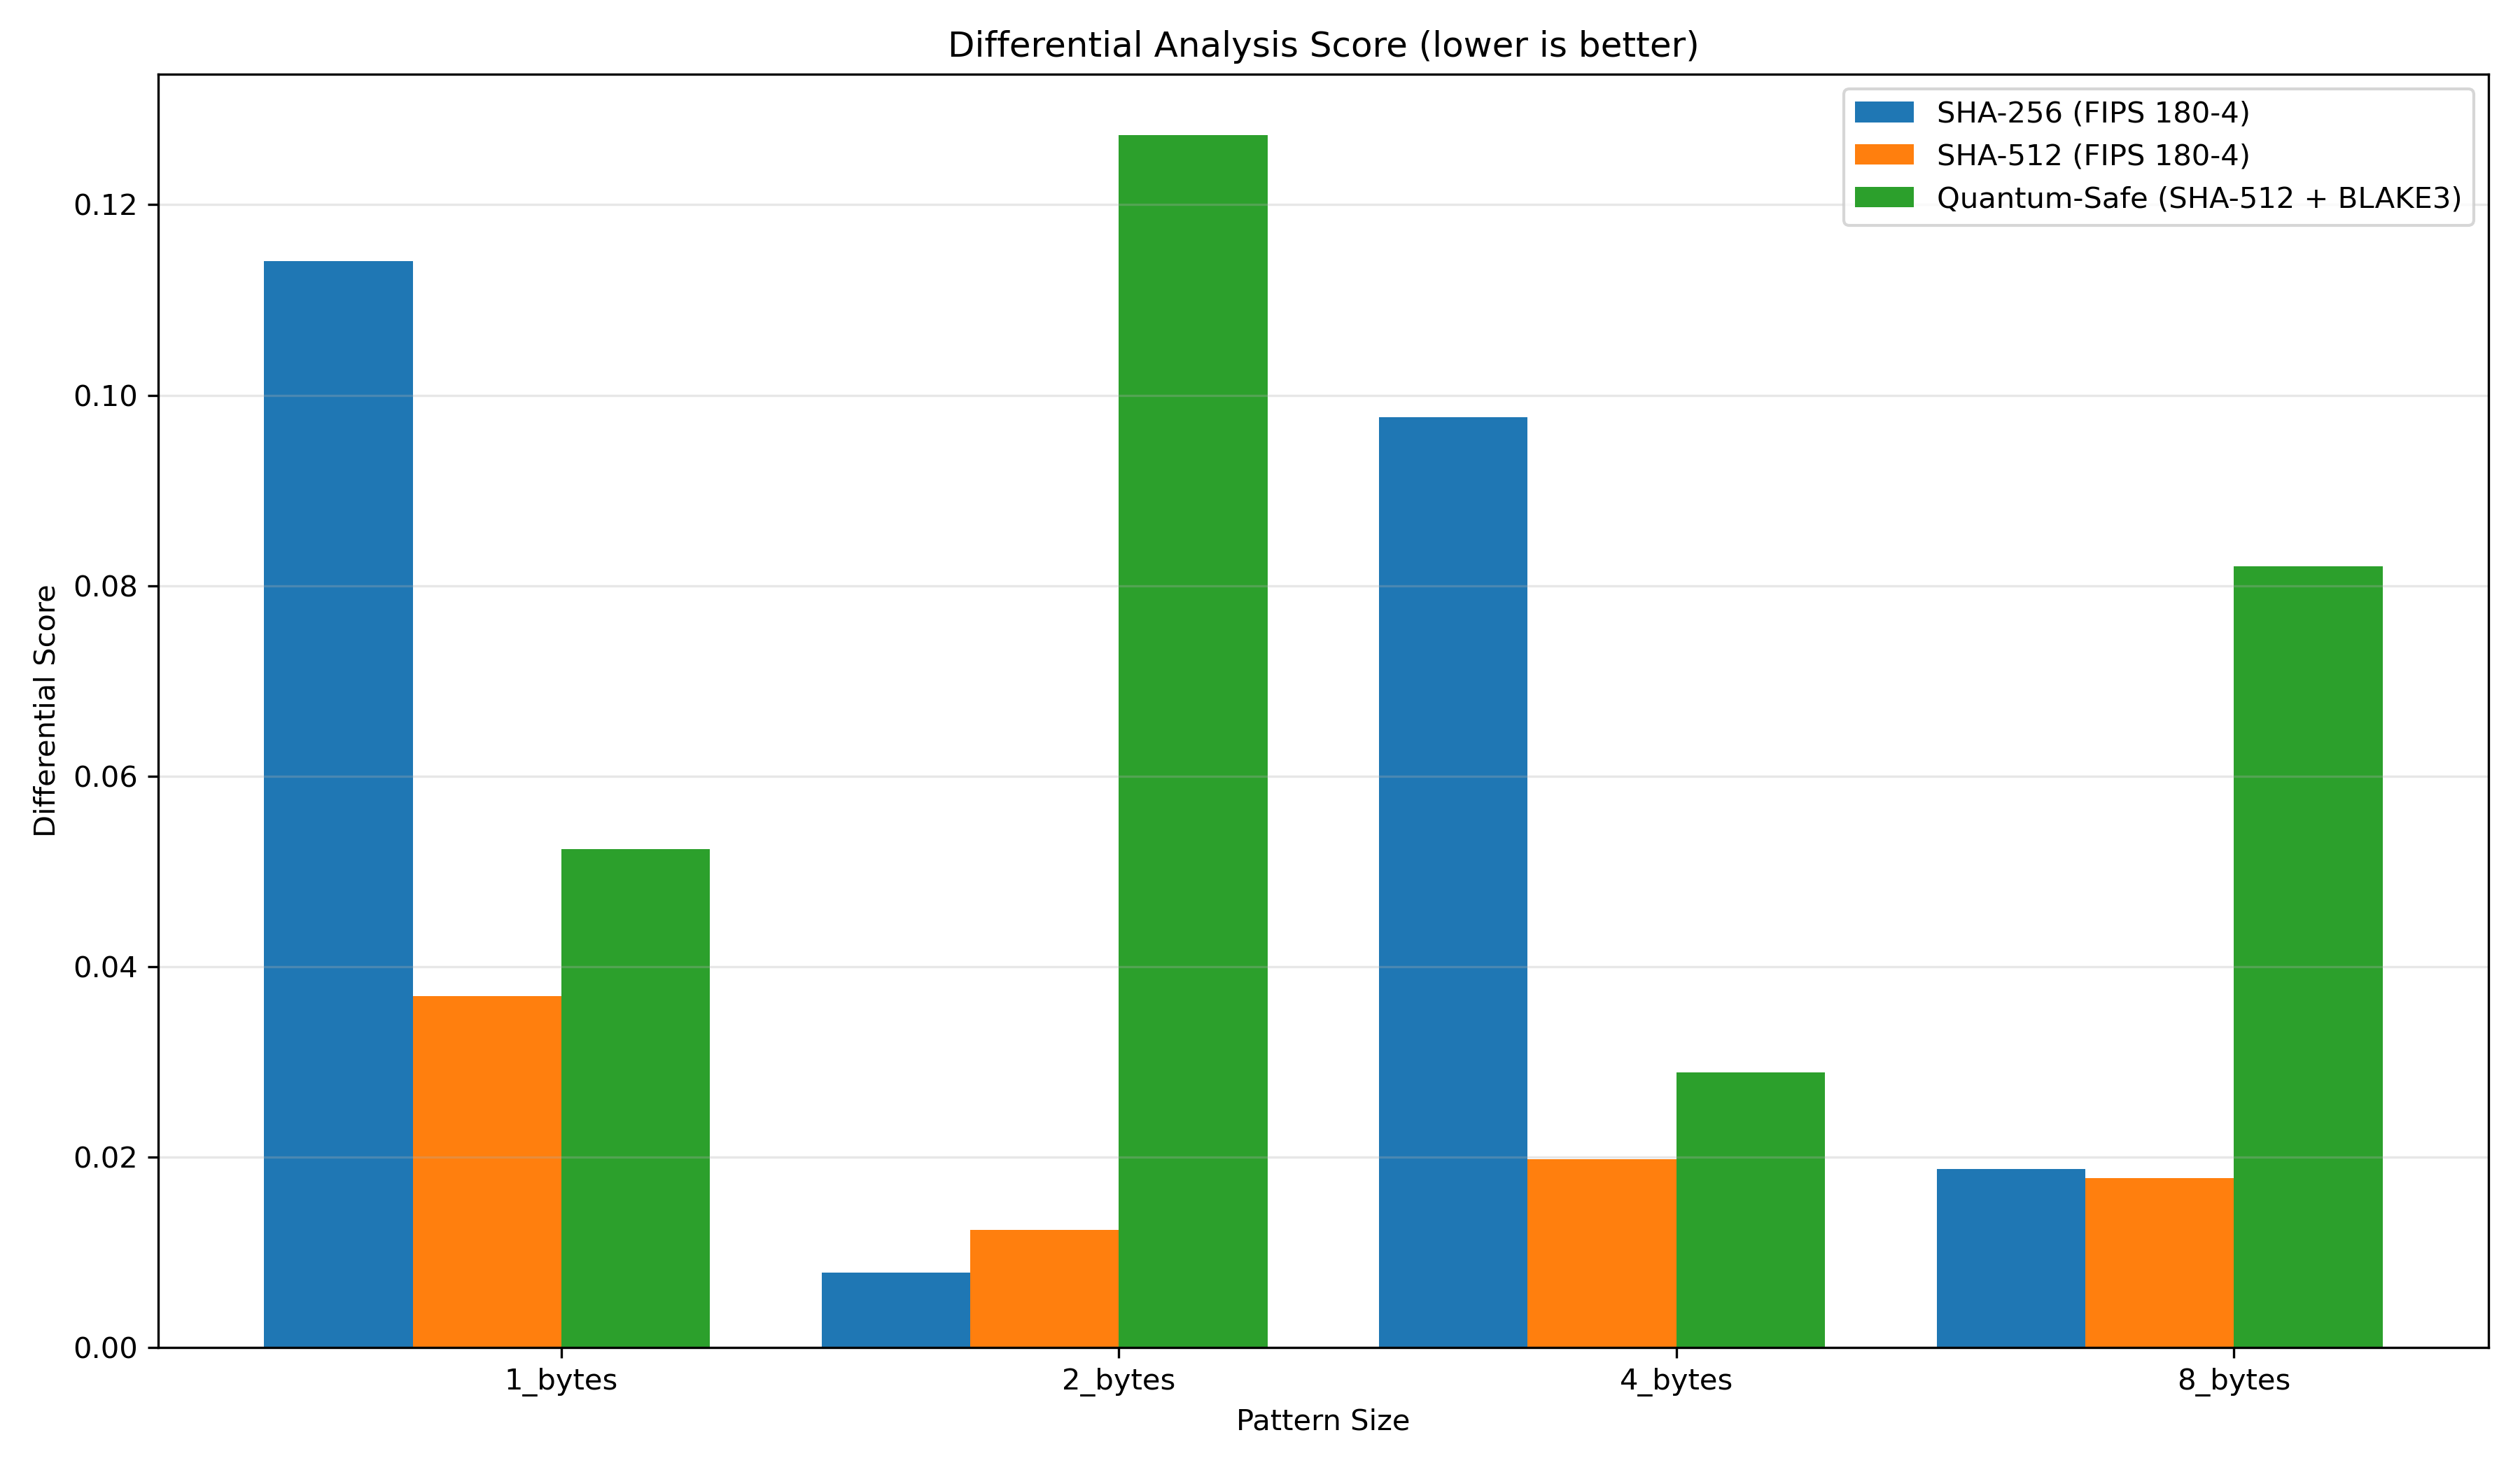 Differential Analysis Score (lower is better)
SHA-256 (FIPS 180-4)
SHA-512 (FIPS 180-4)
Quantum-Safe (SHA-512 + BLAKE3)
Differential Score
0.12
0.10
0.08
0.06
0.04
0.02
0.00
1_bytes 2_bytes 4_bytes 8_bytes
Pattern Size